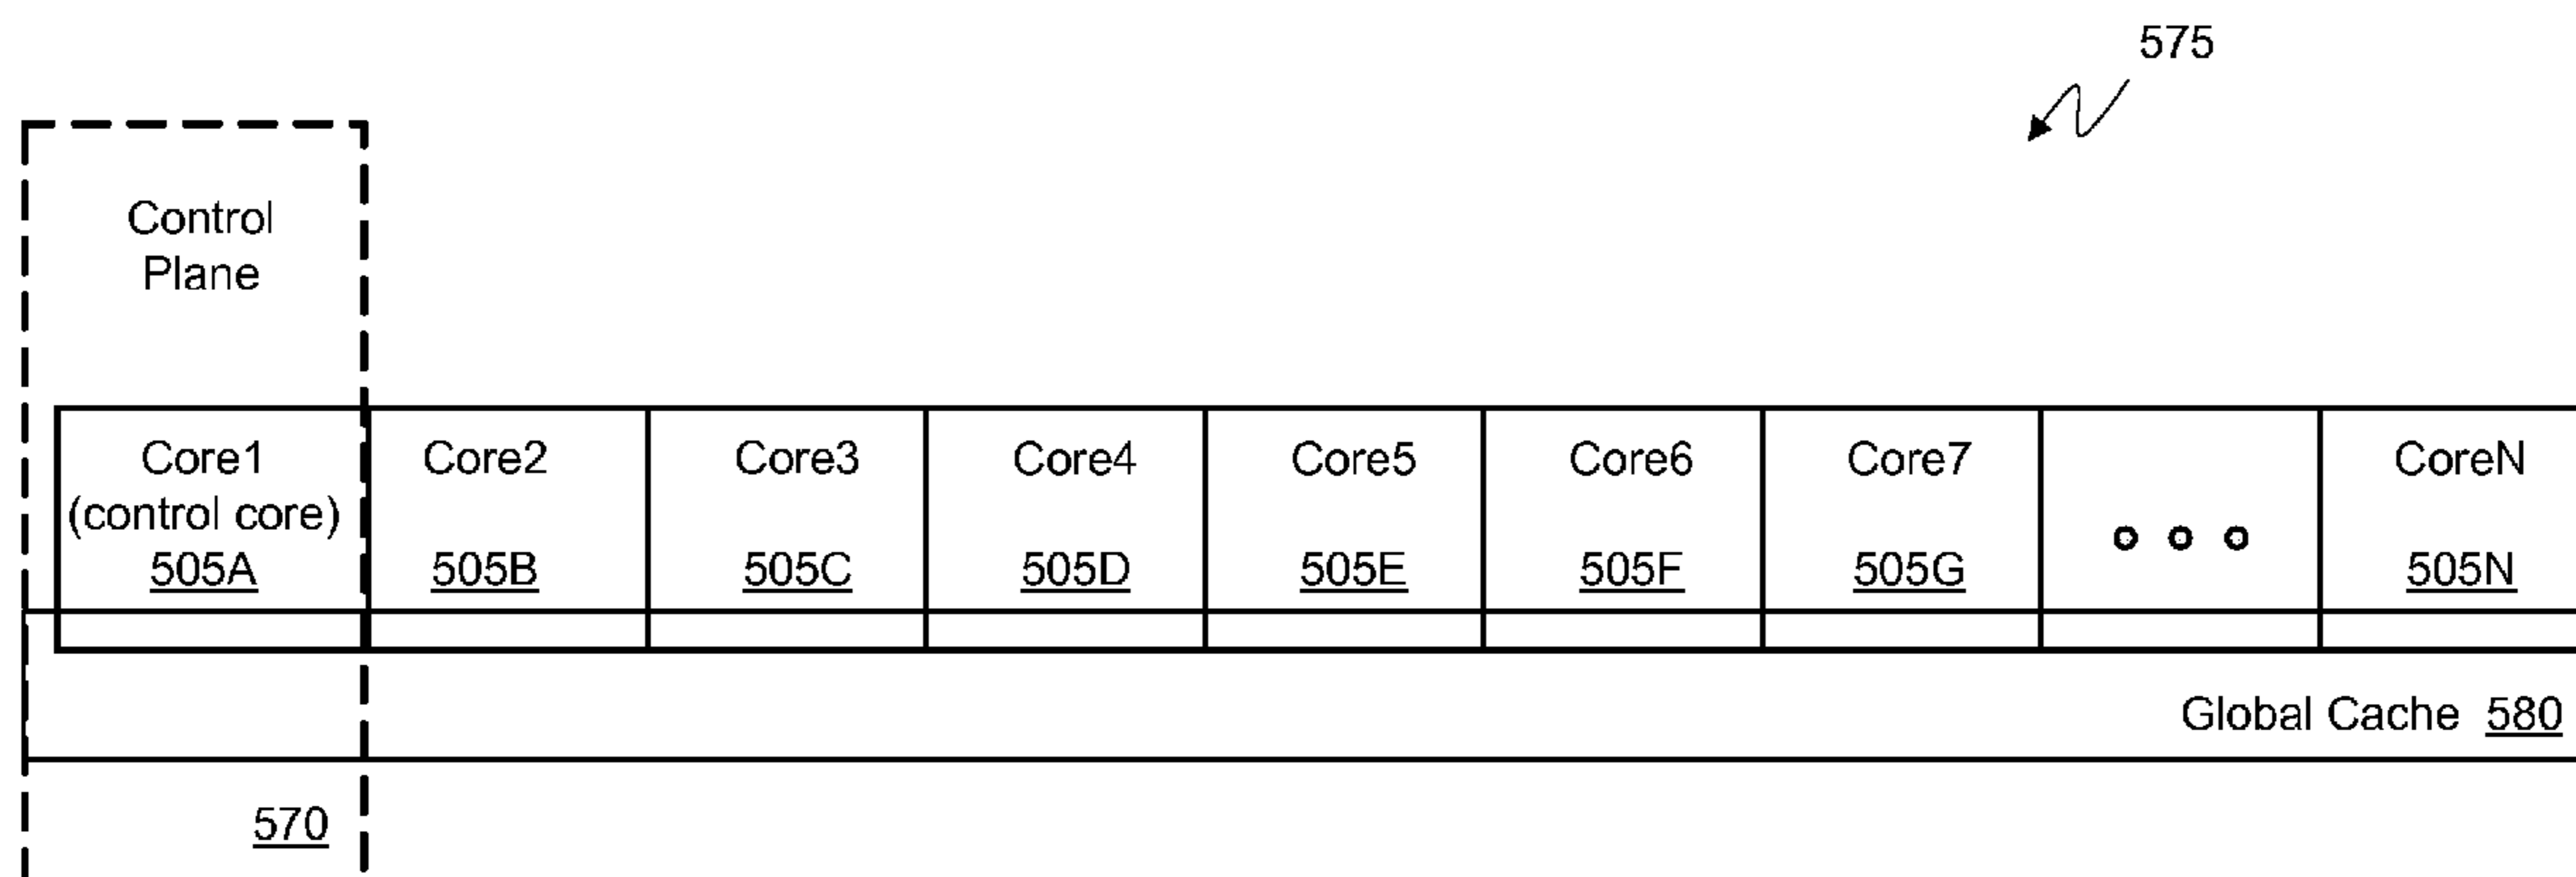 575
Control
Plane
Core1
(control core)
505A
Core2
505B
Core3
505C
Core4
505D
Core5
505E
Core6
505F
Core7
505G
CoreN
505N
Global Cache 580
570